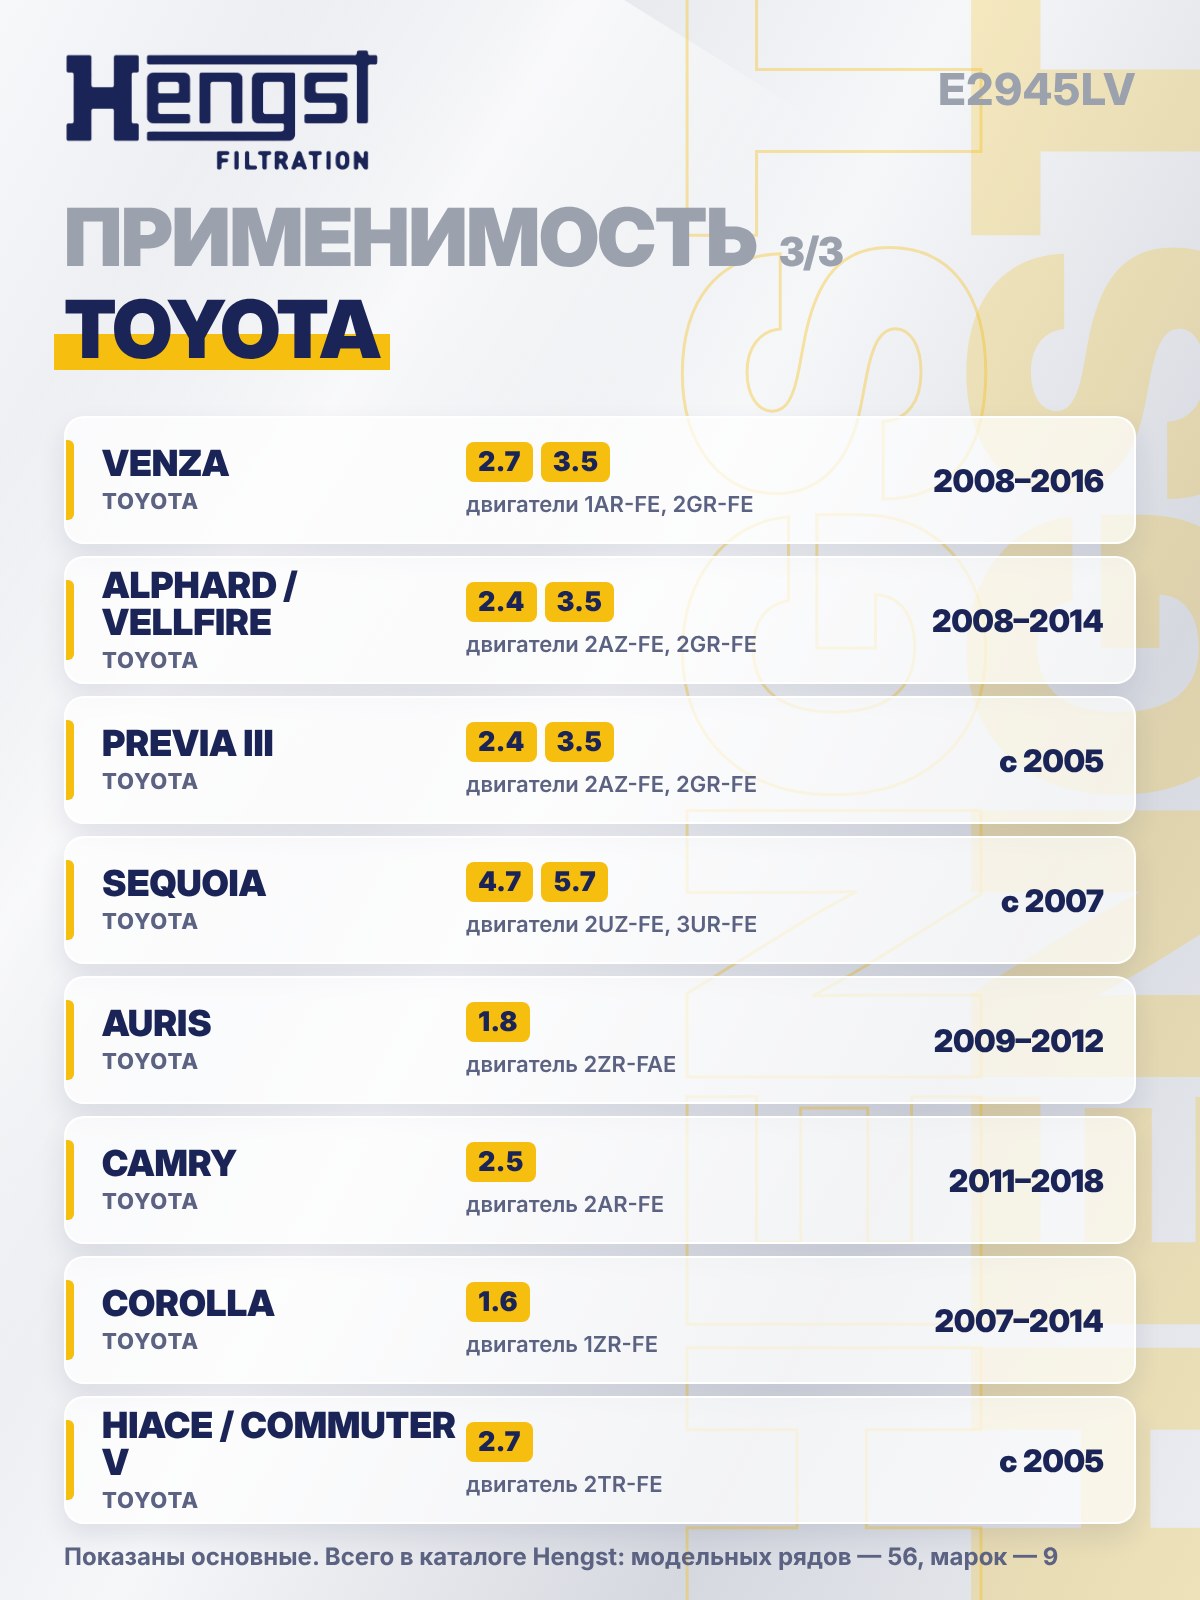 Hengst
FILTRATION
E2945LV
ПРИМЕНИМОСТЬ 3/3
TOYOTA
VENZA
TOYOTA
2.7 3.5
двигатели 1AR-FE, 2GR-FE
2008–2016
ALPHARD /
VELLFIRE
TOYOTA
2.4 3.5
двигатели 2AZ-FE, 2GR-FE
2008–2014
PREVIA III
TOYOTA
2.4 3.5
двигатели 2AZ-FE, 2GR-FE
с 2005
SEQUOIA
TOYOTA
4.7 5.7
двигатели 2UZ-FE, 3UR-FE
с 2007
AURIS
TOYOTA
1.8
двигатель 2ZR-FAE
2009–2012
CAMRY
TOYOTA
2.5
двигатель 2AR-FE
2011–2018
COROLLA
TOYOTA
1.6
двигатель 1ZR-FE
2007–2014
HIACE / COMMUTER
V
TOYOTA
2.7
двигатель 2TR-FE
с 2005
Показаны основные. Всего в каталоге Hengst: модельных рядов — 56, марок — 9
HENGST
HENGST